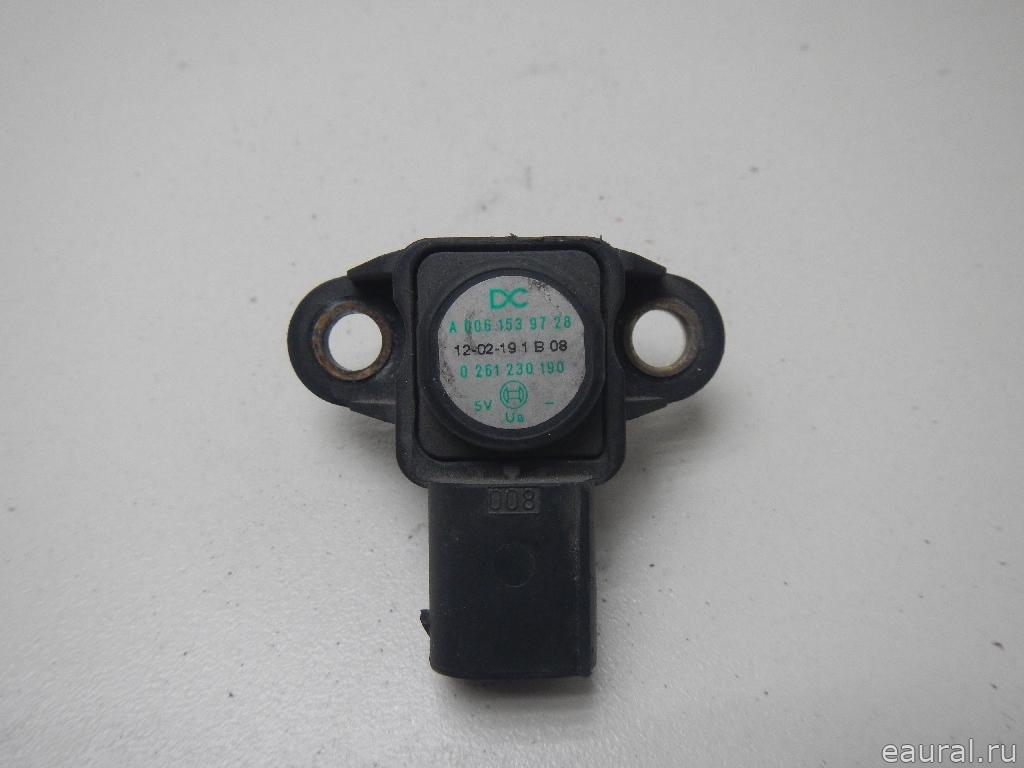 DC
A 006 153 97 28
12-02-19 1 B 08
0 261 230 190
5V -
Ua
008
eaural.ru